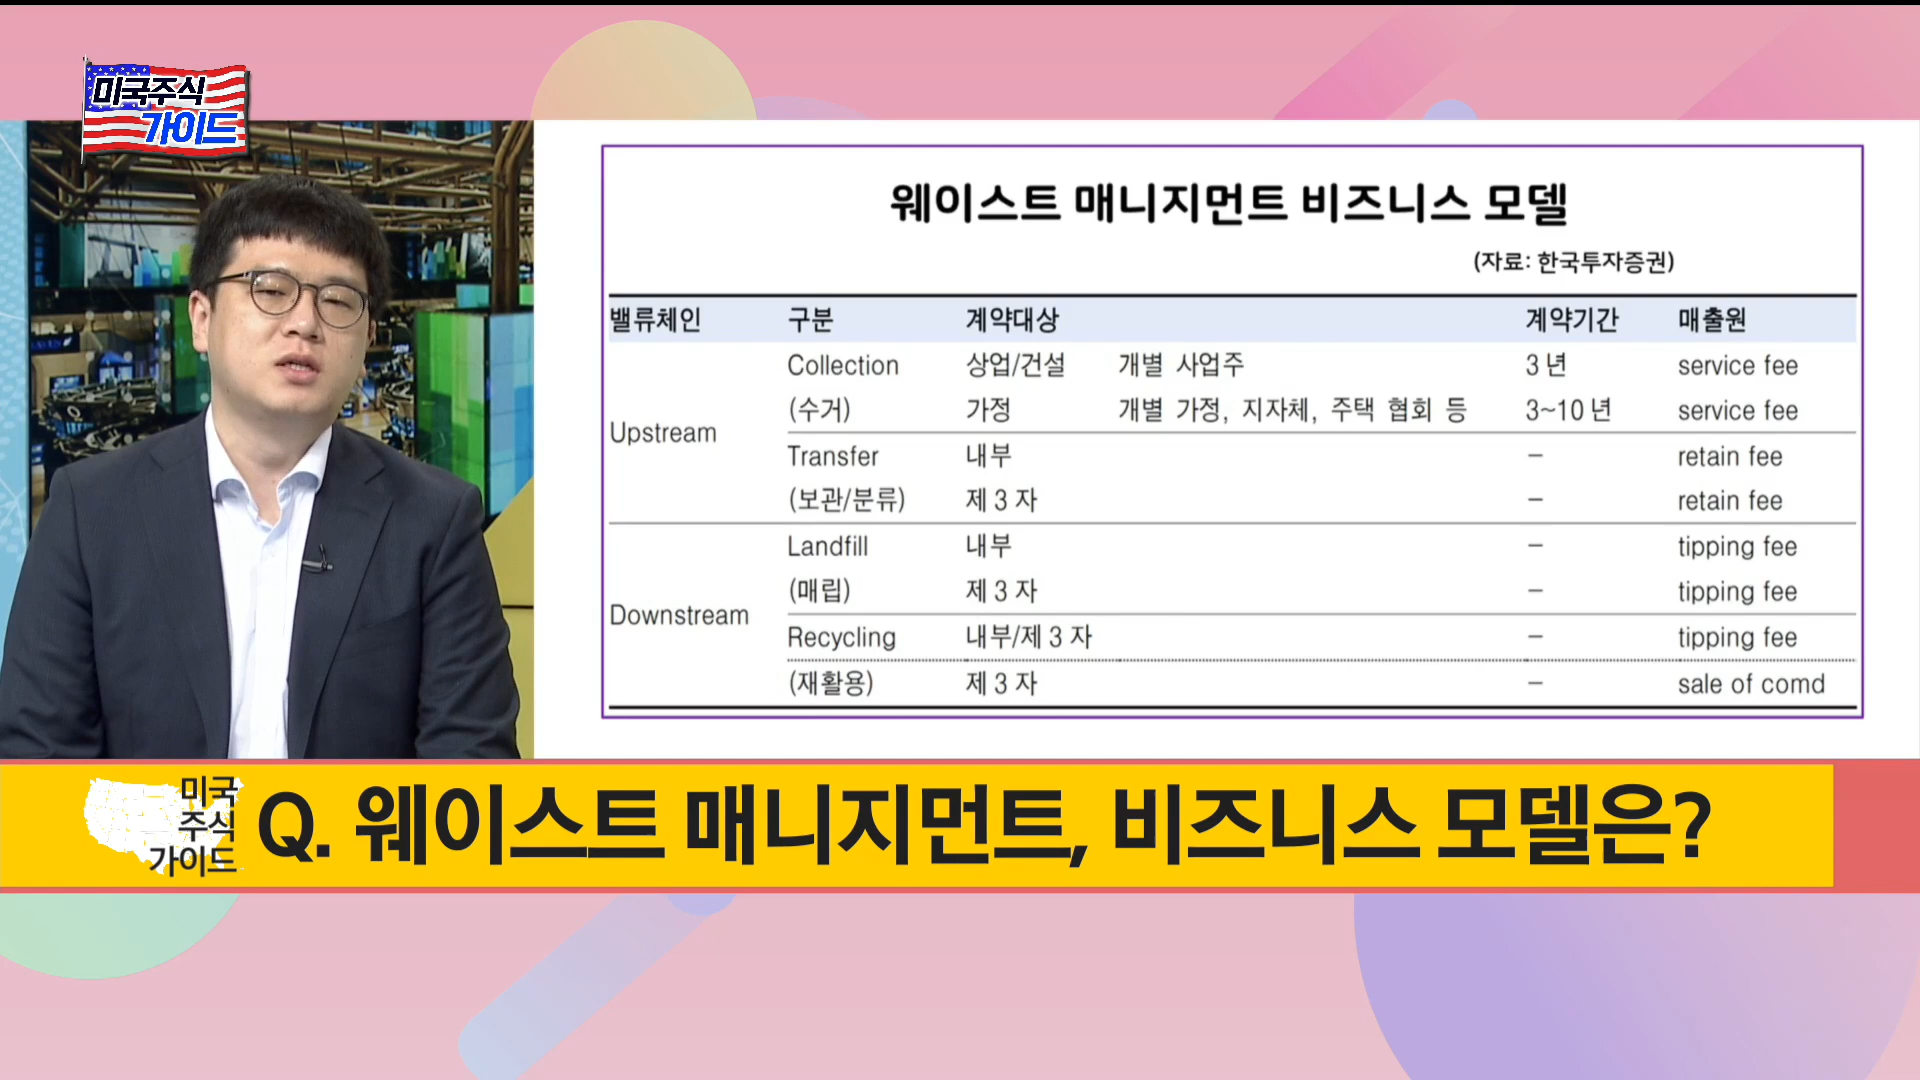 미국주식
가이드
웨이스트 매니지먼트 비즈니스 모델
(자료: 한국투자증권)
밸류체인 구분 계약대상 계약기간 매출원
Upstream
Collection 상업/건설 개별 사업주 3년 service fee
(수거) 가정 개별 가정, 지자체, 주택 협회 등 3~10년 service fee
Transfer 내부 – retain fee
(보관/분류) 제3자 – retain fee
Downstream
Landfill 내부 – tipping fee
(매립) 제3자 – tipping fee
Recycling 내부/제3자 – tipping fee
(재활용) 제3자 – sale of comd
미국
주식
가이드
Q. 웨이스트 매니지먼트, 비즈니스 모델은?